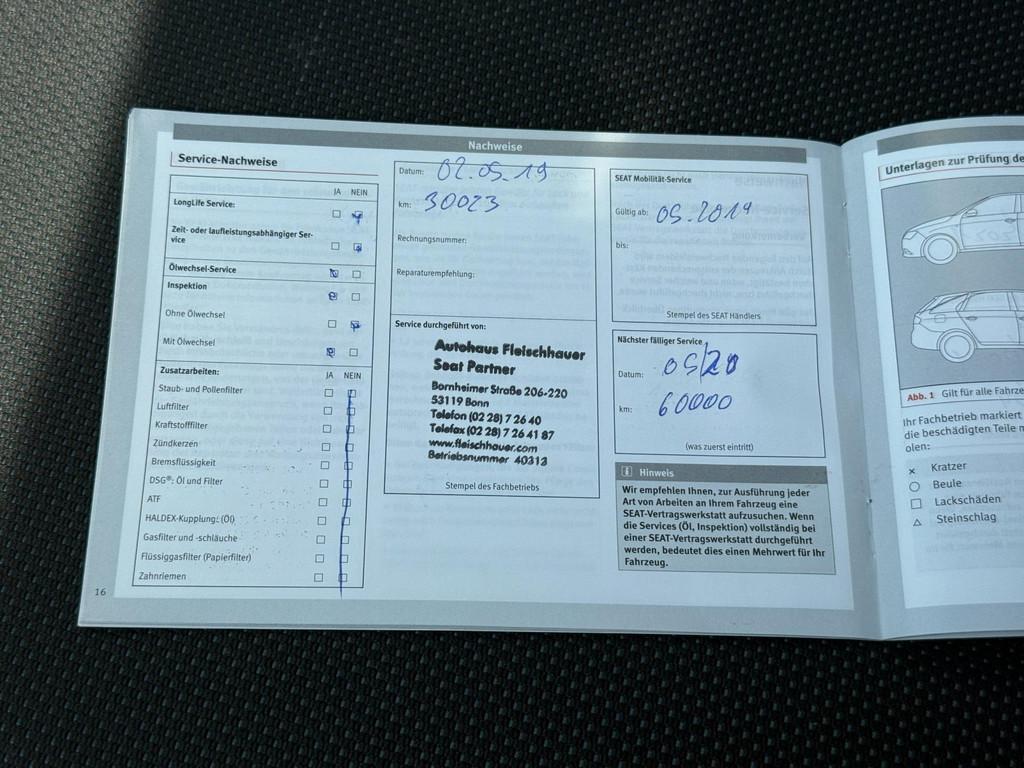 Nachweise
Service-Nachweise
JA NEIN
LongLife Service:
Zeit- oder laufleistungsabhängiger Ser-
vice
Ölwechsel-Service
Inspektion
Ohne Ölwechsel
Mit Ölwechsel
Zusatzarbeiten: JA NEIN
Staub- und Pollenfilter
Luftfilter
Kraftstofffilter
Zündkerzen
Bremsflüssigkeit
DSG®: Öl und Filter
ATF
HALDEX-Kupplung: (Öl)
Gasfilter und -schläuche
Flüssiggasfilter (Papierfilter)
Zahnriemen
16
Datum: 02.05.19
km: 30023
Rechnungsnummer:
Reparaturempfehlung:
Service durchgeführt von:
Autohaus Fleischhauer
Seat Partner
Bornheimer Straße 206-220
53119 Bonn
Telefon (02 28) 7 26 40
Telefax (02 28) 7 26 41 87
www.fleischhauer.com
Betriebsnummer 40313
Stempel des Fachbetriebs
SEAT Mobilität-Service
Gültig ab: 05.2019
bis:
Stempel des SEAT Händlers
Nächster fälliger Service
Datum: 05/20
km: 60000
(was zuerst eintritt)
i Hinweis
Wir empfehlen Ihnen, zur Ausführung jeder
Art von Arbeiten an Ihrem Fahrzeug eine
SEAT-Vertragswerkstatt aufzusuchen. Wenn
die Services (Öl, Inspektion) vollständig bei
einer SEAT-Vertragswerkstatt durchgeführt
werden, bedeutet dies einen Mehrwert für Ihr
Fahrzeug.
Unterlagen zur Prüfung de
Abb. 1 Gilt für alle Fahrze
Ihr Fachbetrieb markiert
die beschädigten Teile m
olen:
Kratzer
Beule
Lackschäden
Steinschlag